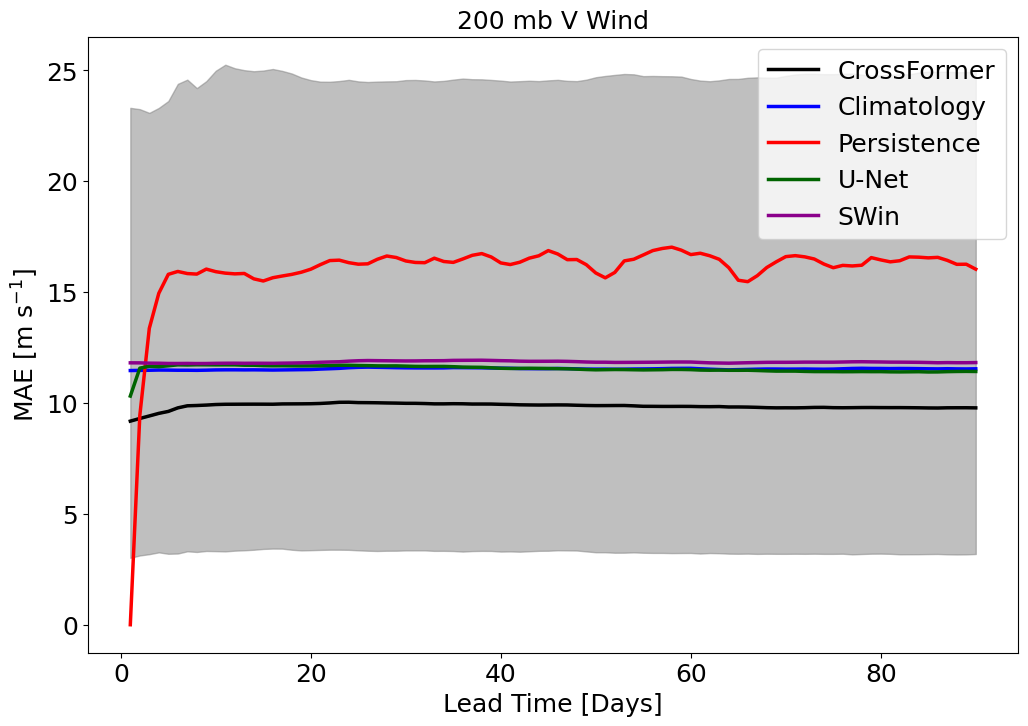 200 mb V Wind
MAE [m s⁻¹]
25
20
15
10
5
0
CrossFormer
Climatology
Persistence
U-Net
SWin
0 20 40 60 80
Lead Time [Days]